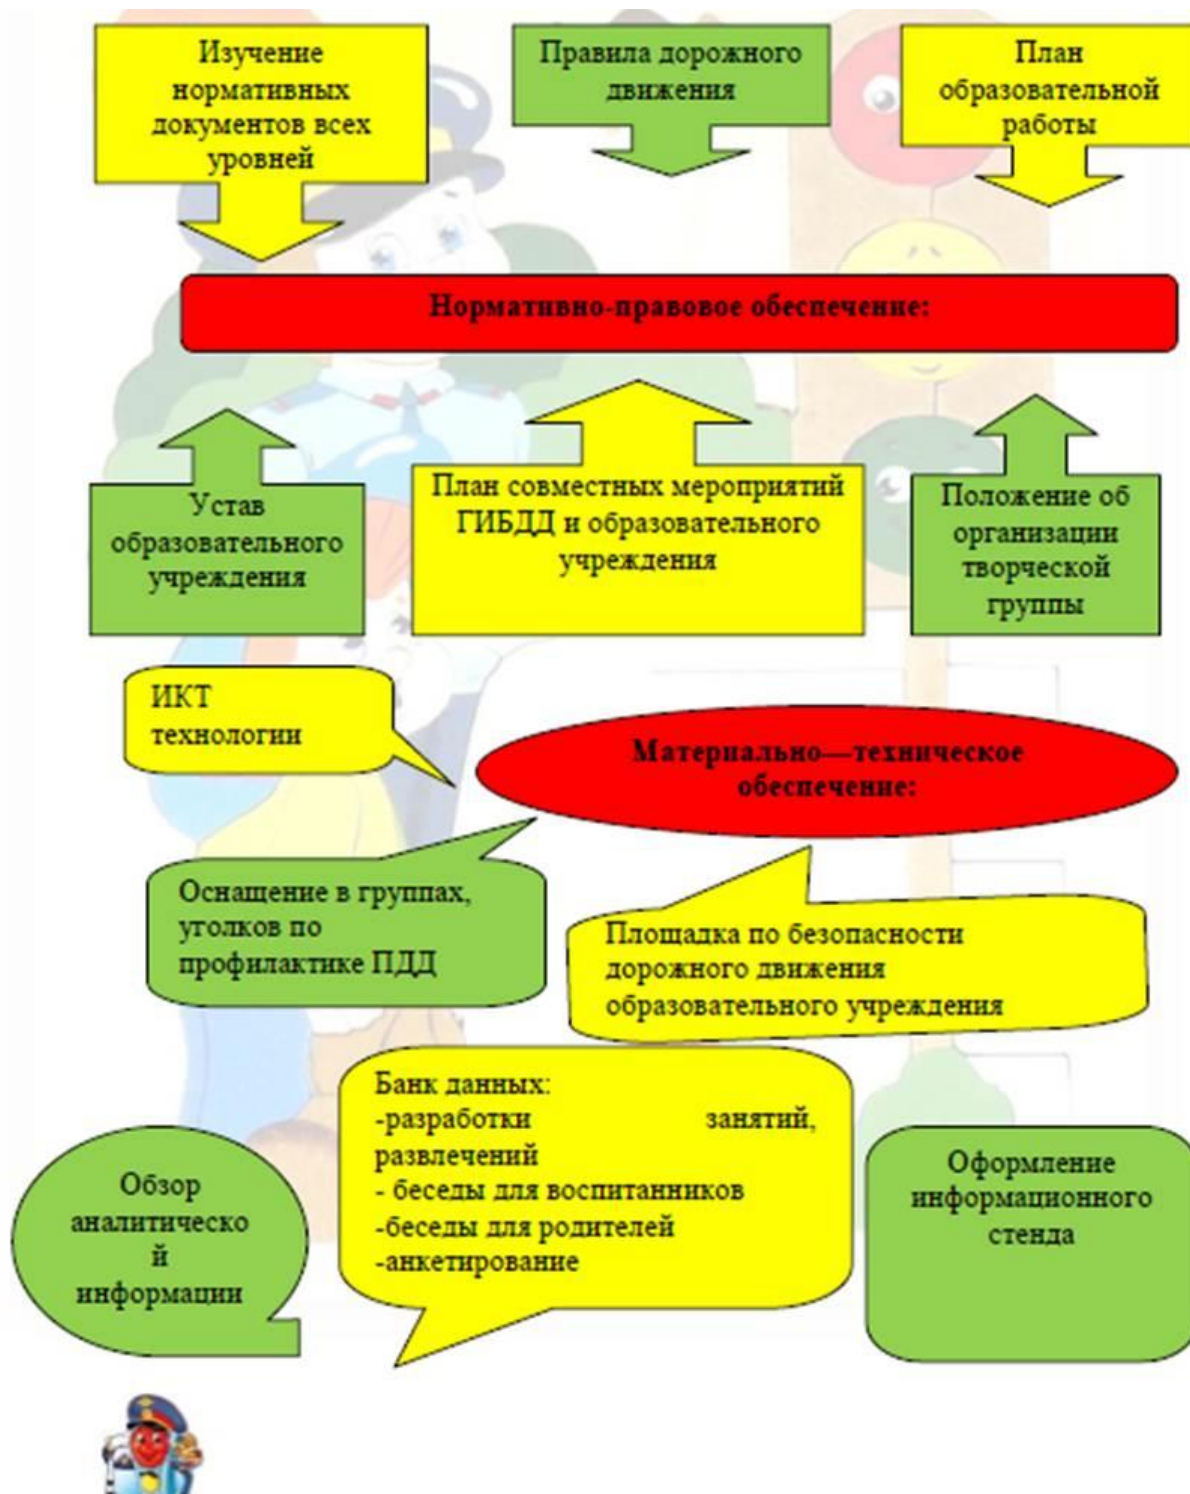 Изучение
нормативных
документов всех
уровней
Правила дорожного
движения
План
образовательной
работы
Нормативно-правовое обеспечение:
Устав
образовательного
учреждения
План совместных мероприятий
ГИБДД и образовательного
учреждения
Положение об
организации
творческой
группы
ИКТ
технологии
Материально—техническое
обеспечение:
Оснащение в группах,
уголков по
профилактике ПДД
Площадка по безопасности
дорожного движения
образовательного учреждения
Банк данных:
-разработки занятий,
развлечений
- беседы для воспитанников
-беседы для родителей
-анкетирование
Обзор
аналитическо
й
информации
Оформление
информационного
стенда